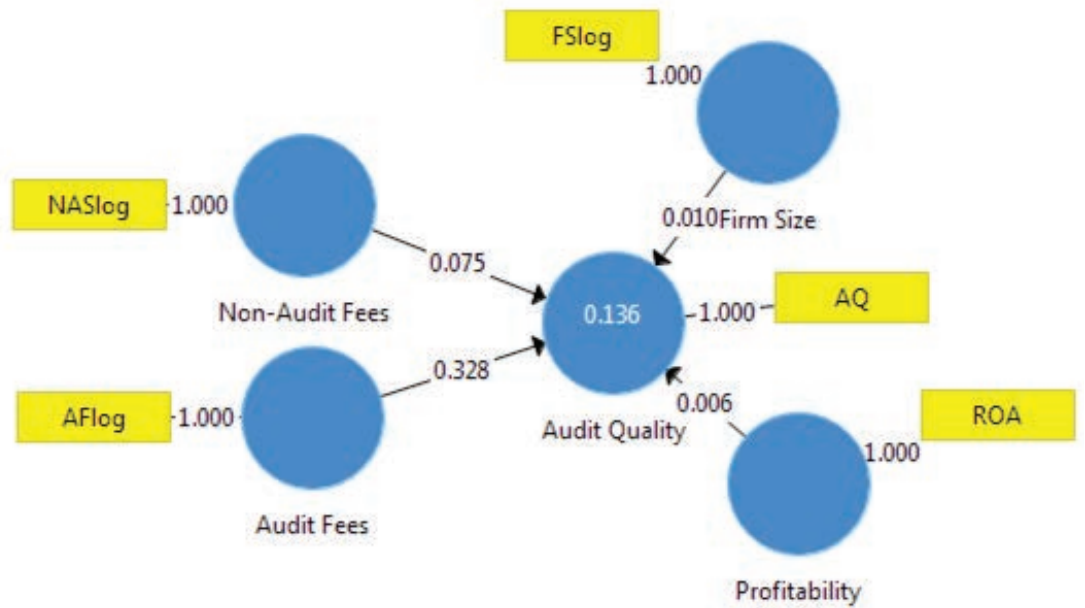 FSlog
1.000
NASlog
1.000
0.010
Firm Size
0.075
Non-Audit Fees
0.136
1.000
AQ
AFlog
1.000
0.328
Audit Quality
0.006
ROA
1.000
Audit Fees
Profitability